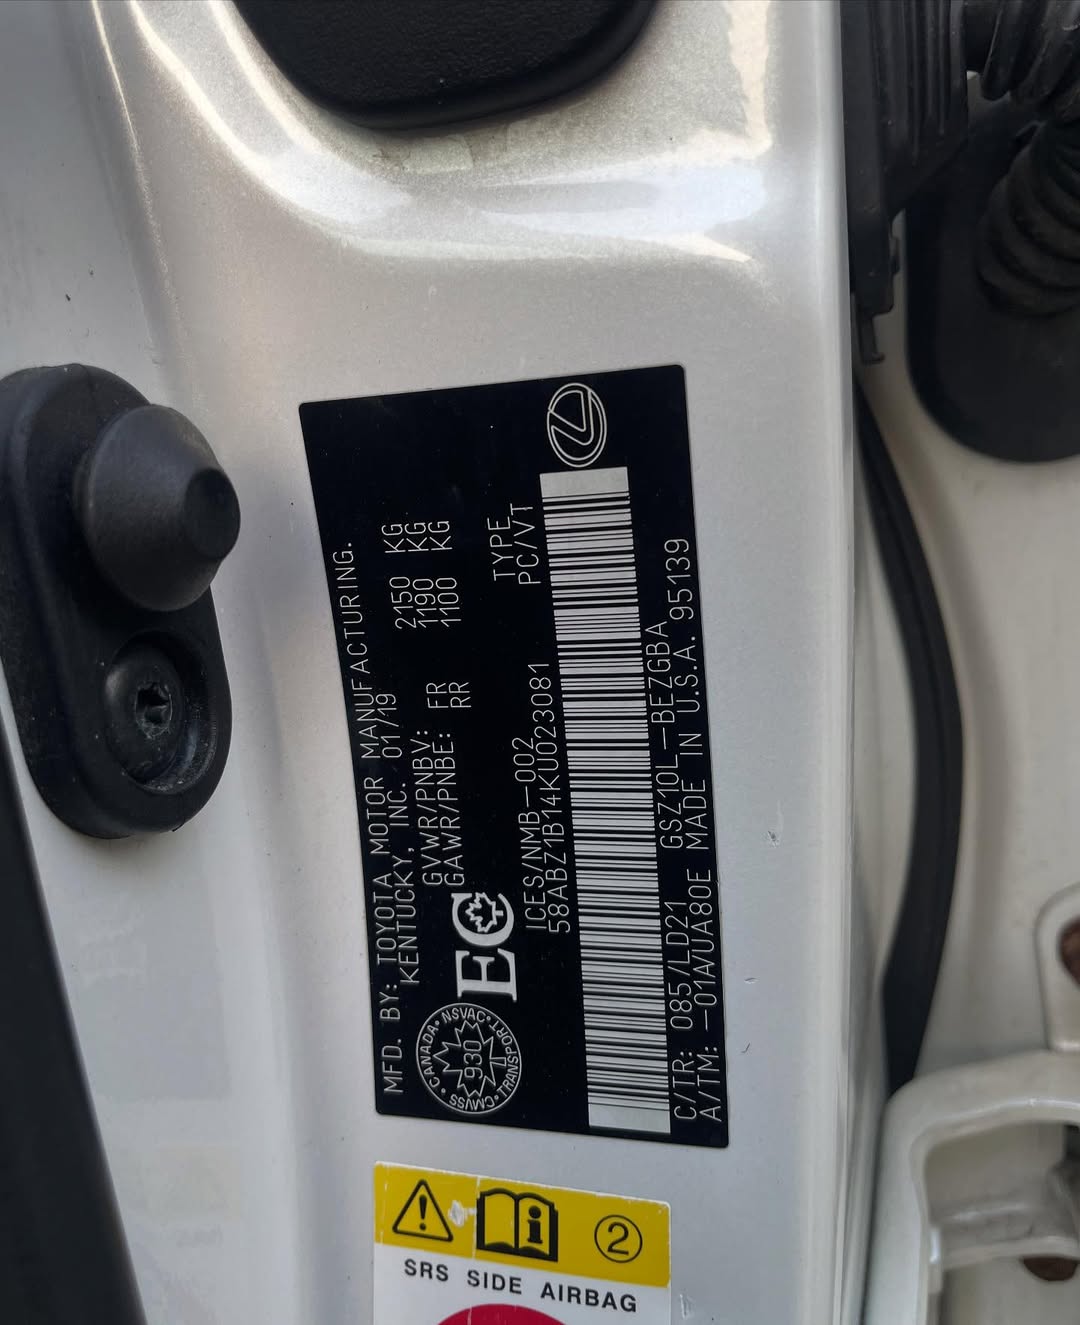 MFD. BY: TOYOTA MOTOR MANUFACTURING.
KENTUCKY, INC. 01/19
GVWR/PNBV: 2150 KG
GAWR/PNBE: FR 1190 KG
RR 1100 KG
CANADA • NSVAC • TRANSPORT • CMVSS •
930
EC
ICES/NMB-002
TYPE
58ABZ1B14KU023081
PC/VT
C/TR: 085/LD21 GSZ10L-BEZGBA
A/TM: -01A/UA80E MADE IN U.S.A. 95139
2
SRS SIDE AIRBAG